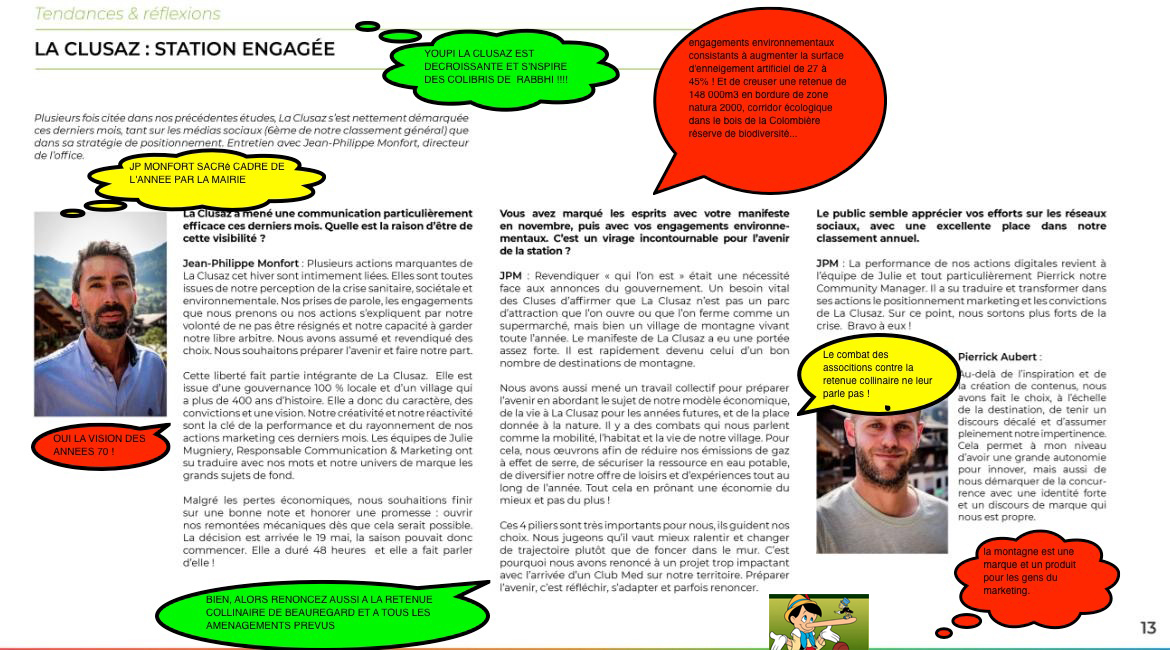 Tendances & réflexions
LA CLUSAZ : STATION ENGAGÉE
YOUPI LA CLUSAZ EST
DECROISSANTE ET S'NSPIRE
DES COLIBRIS DE RABBHI !!!!
engagements environnementaux
consistants à augmenter la surface
d'enneigement artificiel de 27 à
45% ! Et de creuser une retenue de
148 000m3 en bordure de zone
natura 2000, corridor écologique
dans le bois de la Colombière
réserve de biodiversité...
Plusieurs fois citée dans nos précédentes études, La Clusaz s'est nettement démarquée
ces derniers mois, tant sur les médias sociaux (6ème de notre classement général) que
dans sa stratégie de positionnement. Entretien avec Jean-Philippe Monfort, directeur
de l'office.
JP MONFORT SACRé CADRE DE
L'ANNEE PAR LA MAIRIE
La Clusaz a mené une communication particulièrement
efficace ces derniers mois. Quelle est la raison d'être de
cette visibilité ?
Jean-Philippe Monfort : Plusieurs actions marquantes de
La Clusaz cet hiver sont intimement liées. Elles sont toutes
issues de notre perception de la crise sanitaire, sociétale et
environnementale. Nos prises de parole, les engagements
que nous prenons ou nos actions s'expliquent par notre
volonté de ne pas être résignés et notre capacité à garder
notre libre arbitre. Nous avons assumé et revendiqué des
choix. Nous souhaitons préparer l'avenir et faire notre part.
Cette liberté fait partie intégrante de La Clusaz. Elle est
issue d'une gouvernance 100 % locale et d'un village qui
a plus de 400 ans d'histoire. Elle a donc du caractère, des
convictions et une vision. Notre créativité et notre réactivité
sont la clé de la performance et du rayonnement de nos
actions marketing ces derniers mois. Les équipes de Julie
Mugniery, Responsable Communication & Marketing ont
su traduire avec nos mots et notre univers de marque les
grands sujets de fond.
Malgré les pertes économiques, nous souhaitions finir
sur une bonne note et honorer une promesse : ouvrir
nos remontées mécaniques dès que cela serait possible.
La décision est arrivée le 19 mai, la saison pouvait donc
commencer. Elle a duré 48 heures et elle a fait parler
d'elle !
OUI LA VISION DES
ANNEES 70 !
BIEN, ALORS RENONCEZ AUSSI A LA RETENUE
COLLINAIRE DE BEAUREGARD ET A TOUS LES
AMENAGEMENTS PREVUS
Vous avez marqué les esprits avec votre manifeste
en novembre, puis avec vos engagements environne-
mentaux. C'est un virage incontournable pour l'avenir
de la station ?
JPM : Revendiquer « qui l'on est » était une nécessité
face aux annonces du gouvernement. Un besoin vital
des Cluses d'affirmer que La Clusaz n'est pas un parc
d'attraction que l'on ouvre ou que l'on ferme comme un
supermarché, mais bien un village de montagne vivant
toute l'année. Le manifeste de La Clusaz a eu une portée
assez forte. Il est rapidement devenu celui d'un bon
nombre de destinations de montagne.
Nous avons aussi mené un travail collectif pour préparer
l'avenir en abordant le sujet de notre modèle économique,
de la vie à La Clusaz pour les années futures, et de la place
donnée à la nature. Il y a des combats qui nous parlent
comme la mobilité, l'habitat et la vie de notre village. Pour
cela, nous œuvrons afin de réduire nos émissions de gaz
à effet de serre, de sécuriser la ressource en eau potable,
de diversifier notre offre de loisirs et d'expériences tout au
long de l'année. Tout cela en prônant une économie du
mieux et pas du plus !
Ces 4 piliers sont très importants pour nous, ils guident nos
choix. Nous jugeons qu'il vaut mieux ralentir et changer
de trajectoire plutôt que de foncer dans le mur. C'est
pourquoi nous avons renoncé à un projet trop impactant
avec l'arrivée d'un Club Med sur notre territoire. Préparer
l'avenir, c'est réfléchir, s'adapter et parfois renoncer.
Le public semble apprécier vos efforts sur les réseaux
sociaux, avec une excellente place dans notre
classement annuel.
JPM : La performance de nos actions digitales revient à
l'équipe de Julie et tout particulièrement Pierrick notre
Community Manager. Il a su traduire et transformer dans
ses actions le positionnement marketing et les convictions
de La Clusaz. Sur ce point, nous sortons plus forts de la
crise. Bravo à eux !
Le combat des
associtions contre la
retenue collinaire ne leur
parle pas !
Pierrick Aubert :
Au-delà de l'inspiration et de
la création de contenus, nous
avons fait le choix, à l'échelle
de la destination, de tenir un
discours décalé et d'assumer
pleinement notre impertinence.
Cela permet à mon niveau
d'avoir une grande autonomie
pour innover, mais aussi de
nous démarquer de la concur-
rence avec une identité forte
et un discours de marque qui
nous est propre.
la montagne est une
marque et un produit
pour les gens du
marketing.
13